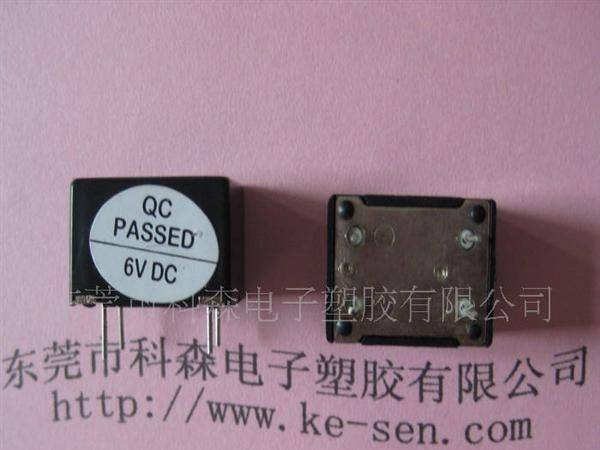 QC
PASSED
6V DC
东莞市科森电子塑胶有限公司
东莞市科森电子塑胶有限公司
http://www.ke-sen.com